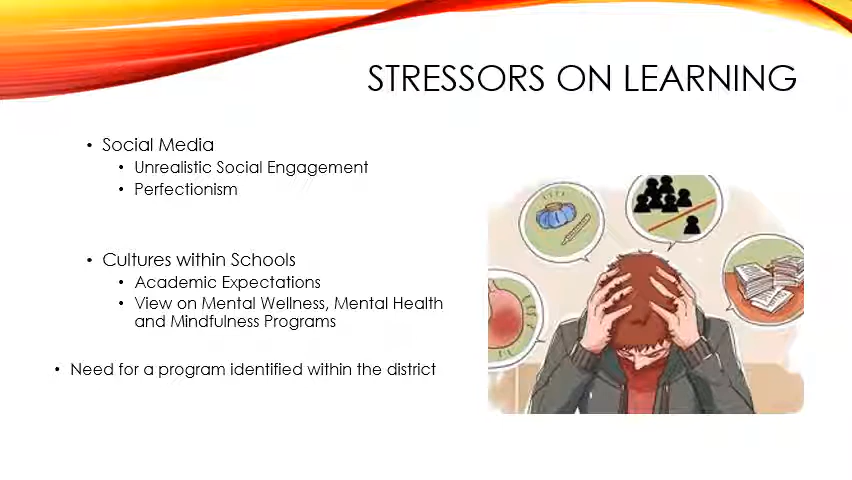 STRESSORS ON LEARNING
• Social Media
• Unrealistic Social Engagement
• Perfectionism
• Cultures within Schools
• Academic Expectations
• View on Mental Wellness, Mental Health
and Mindfulness Programs
• Need for a program identified within the district